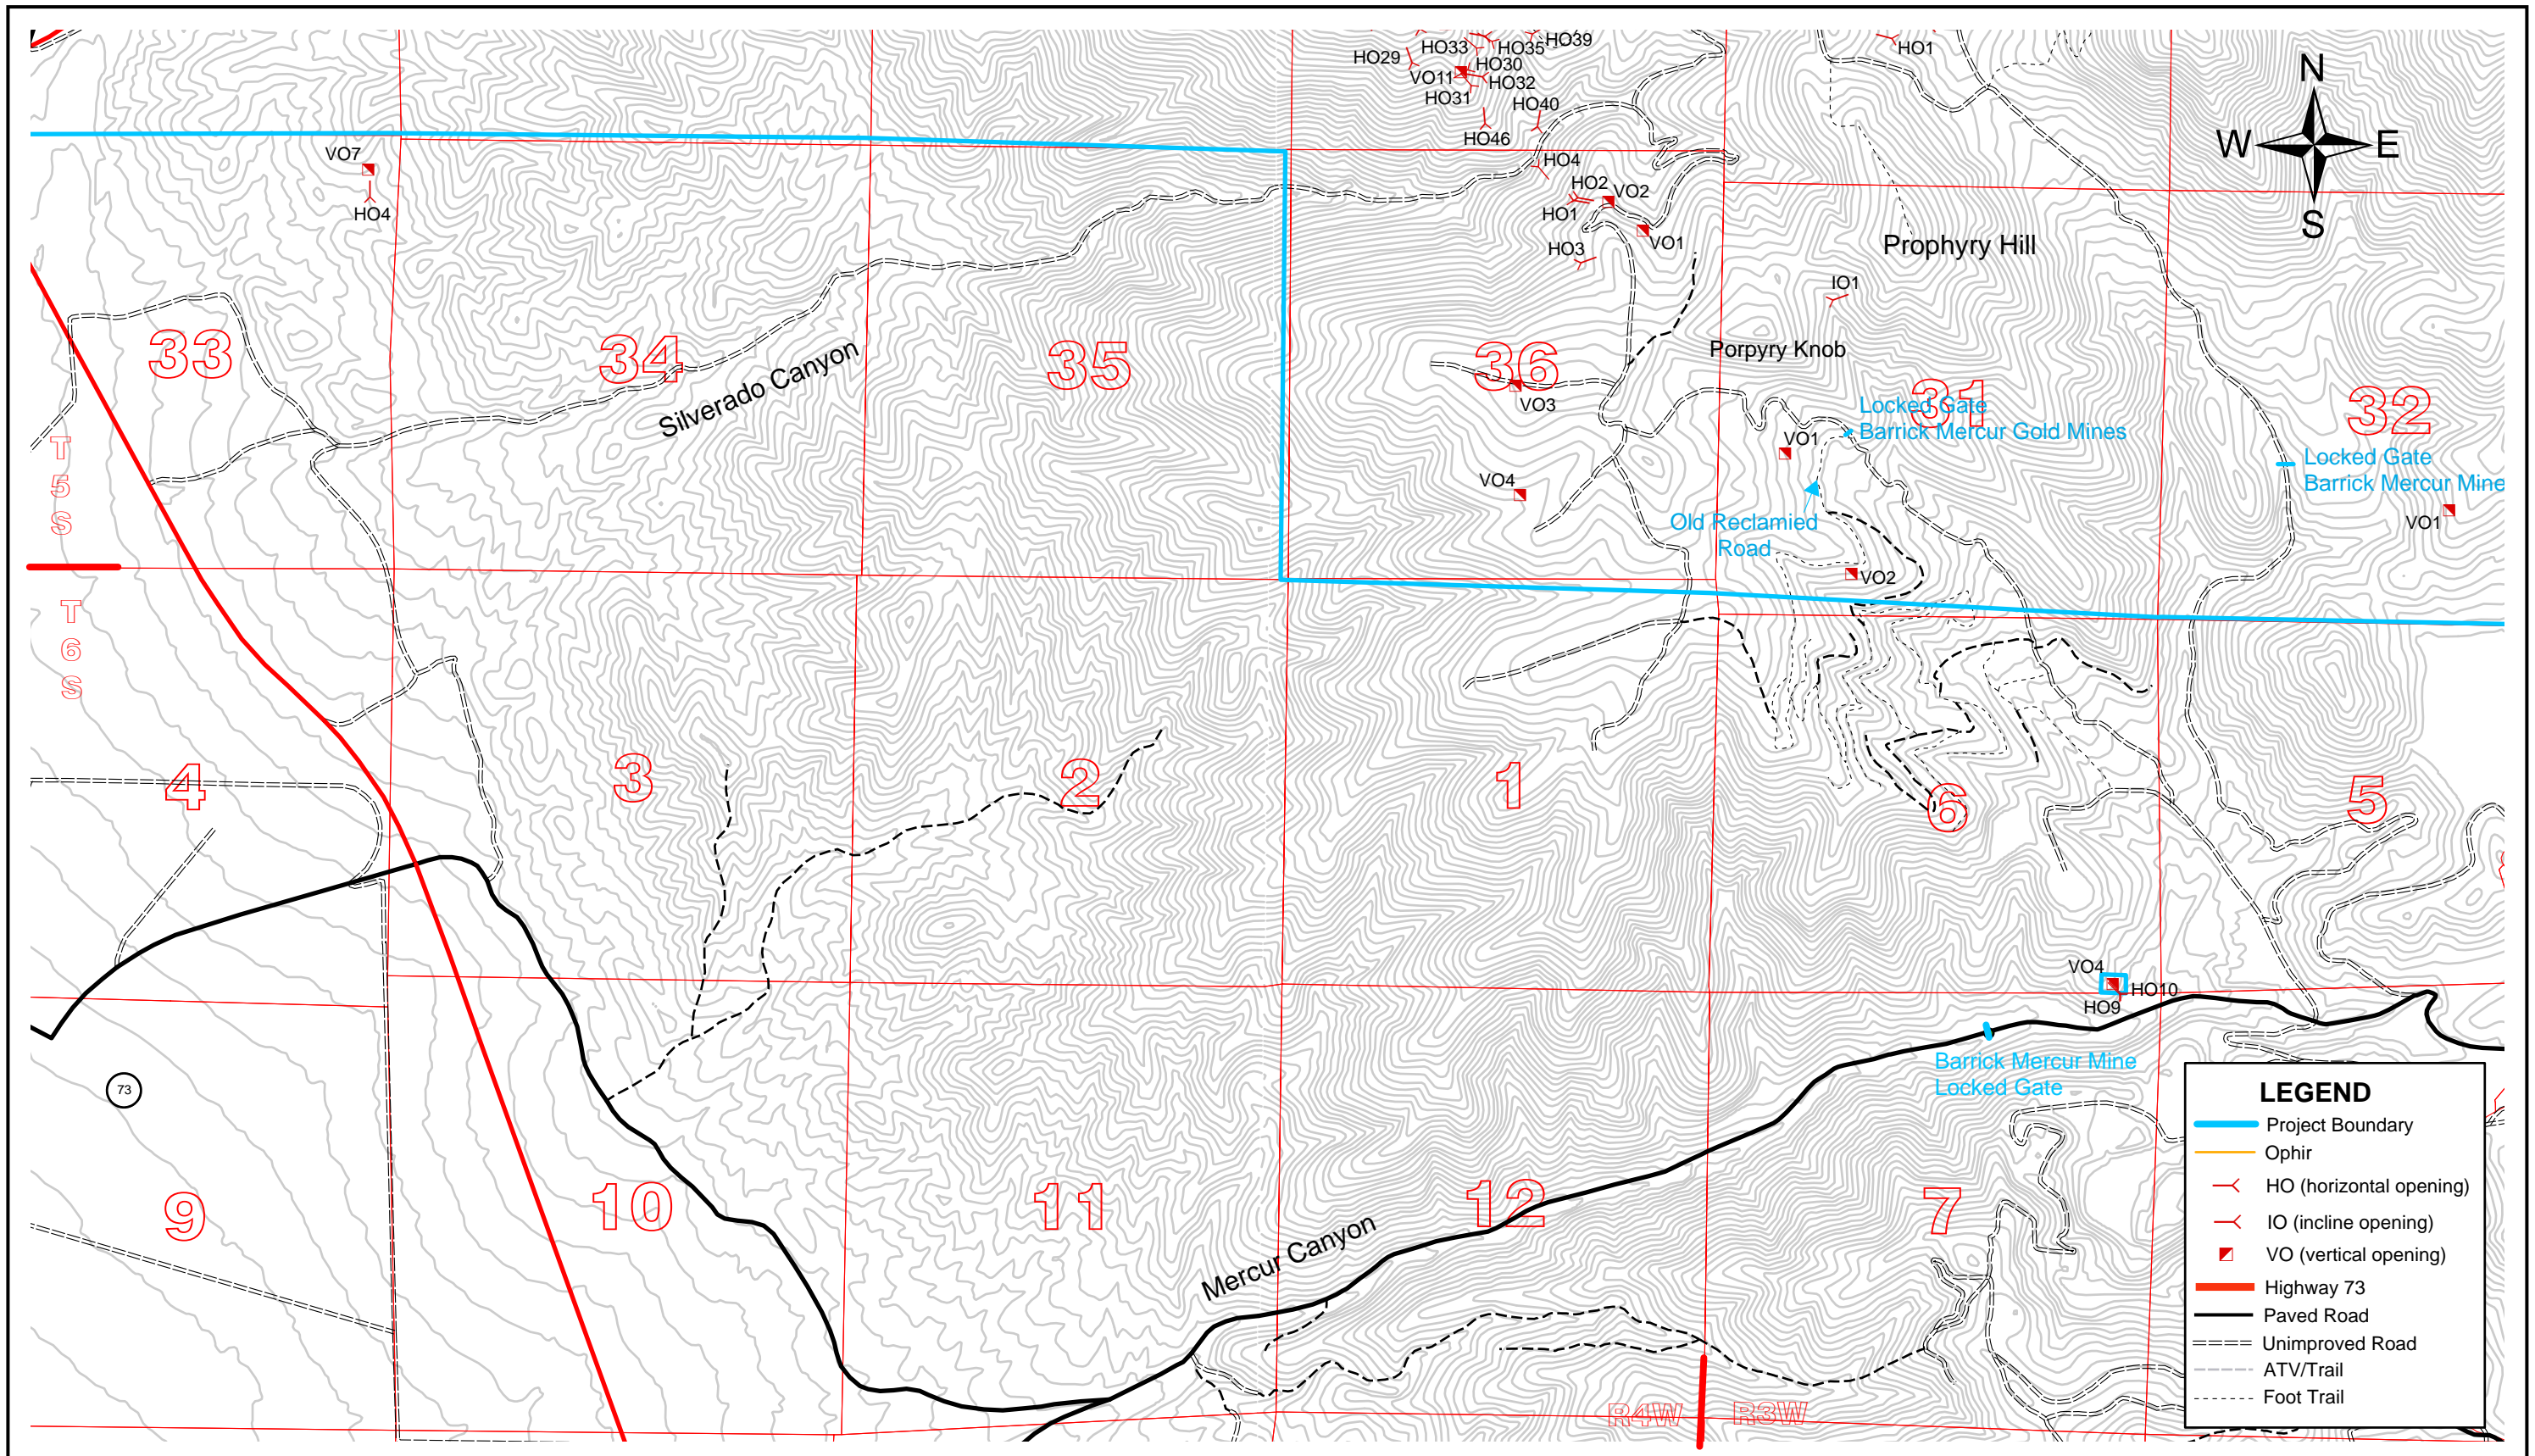 HO33
HO35
HO39
HO1
HO29
HO30
VO11
HO32
HO31
HO40
HO46
N
W
E
S
VO7
HO4
HO4
HO2
VO2
HO1
VO1
HO3
Prophyry Hill
IO1
33
34
35
36
Porpyry Knob
31
32
Silverado Canyon
VO3
Locked Gate
Barrick Mercur Gold Mines
VO1
Locked Gate
Barrick Mercur Mine
T
5
S
VO4
VO1
Old Reclamied
Road
VO2
T
6
S
4
3
2
1
6
5
VO4
HO10
HO9
Barrick Mercur Mine
Locked Gate
73
9
10
11
12
7
Mercur Canyon
R4W
R3W
LEGEND
Project Boundary
Ophir
HO (horizontal opening)
IO (incline opening)
VO (vertical opening)
Highway 73
Paved Road
Unimproved Road
ATV/Trail
Foot Trail